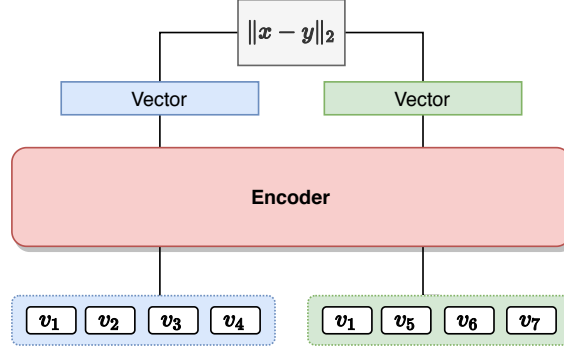 ‖x − y‖₂
Vector Vector
Encoder
v₁ v₂ v₃ v₄ v₁ v₅ v₆ v₇